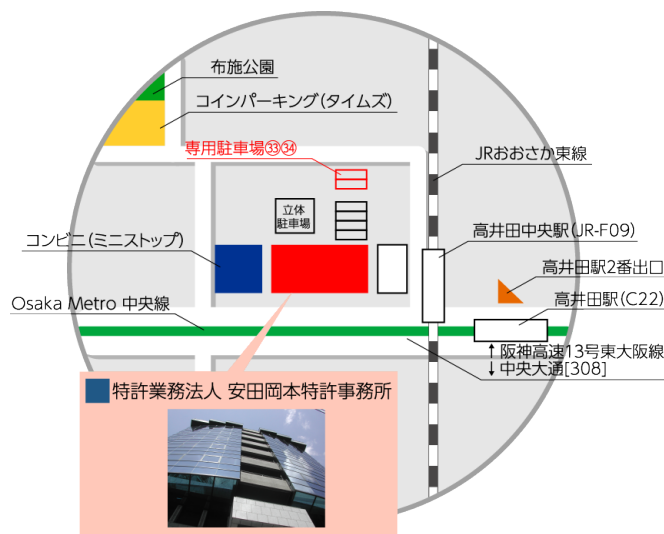 布施公園
コインパーキング(タイムズ)
専用駐車場㉝㉞
JRおおさか東線
立体
駐車場
コンビニ(ミニストップ)
高井田中央駅(JR-F09)
高井田駅2番出口
Osaka Metro 中央線
高井田駅(C22)
↑ 阪神高速13号東大阪線
↓ 中央大通[308]
特許業務法人 安田岡本特許事務所